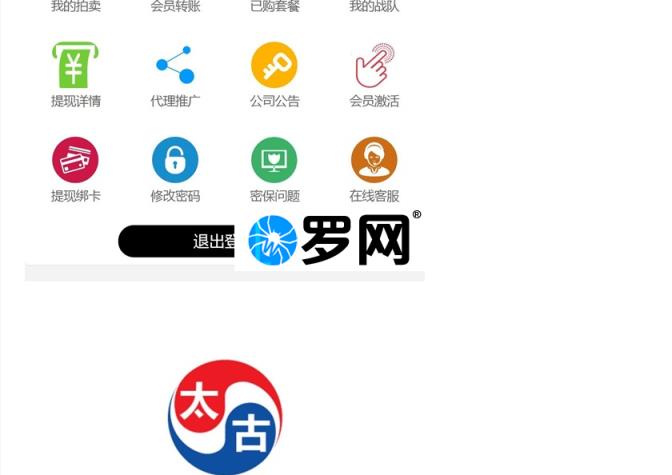 我的拍卖 会员转账 已购套餐 我的战队
¥
提现详情 代理推广 公司公告 会员激活
提现绑卡 修改密码 密保问题 在线客服
退出登
罗网®
太
古